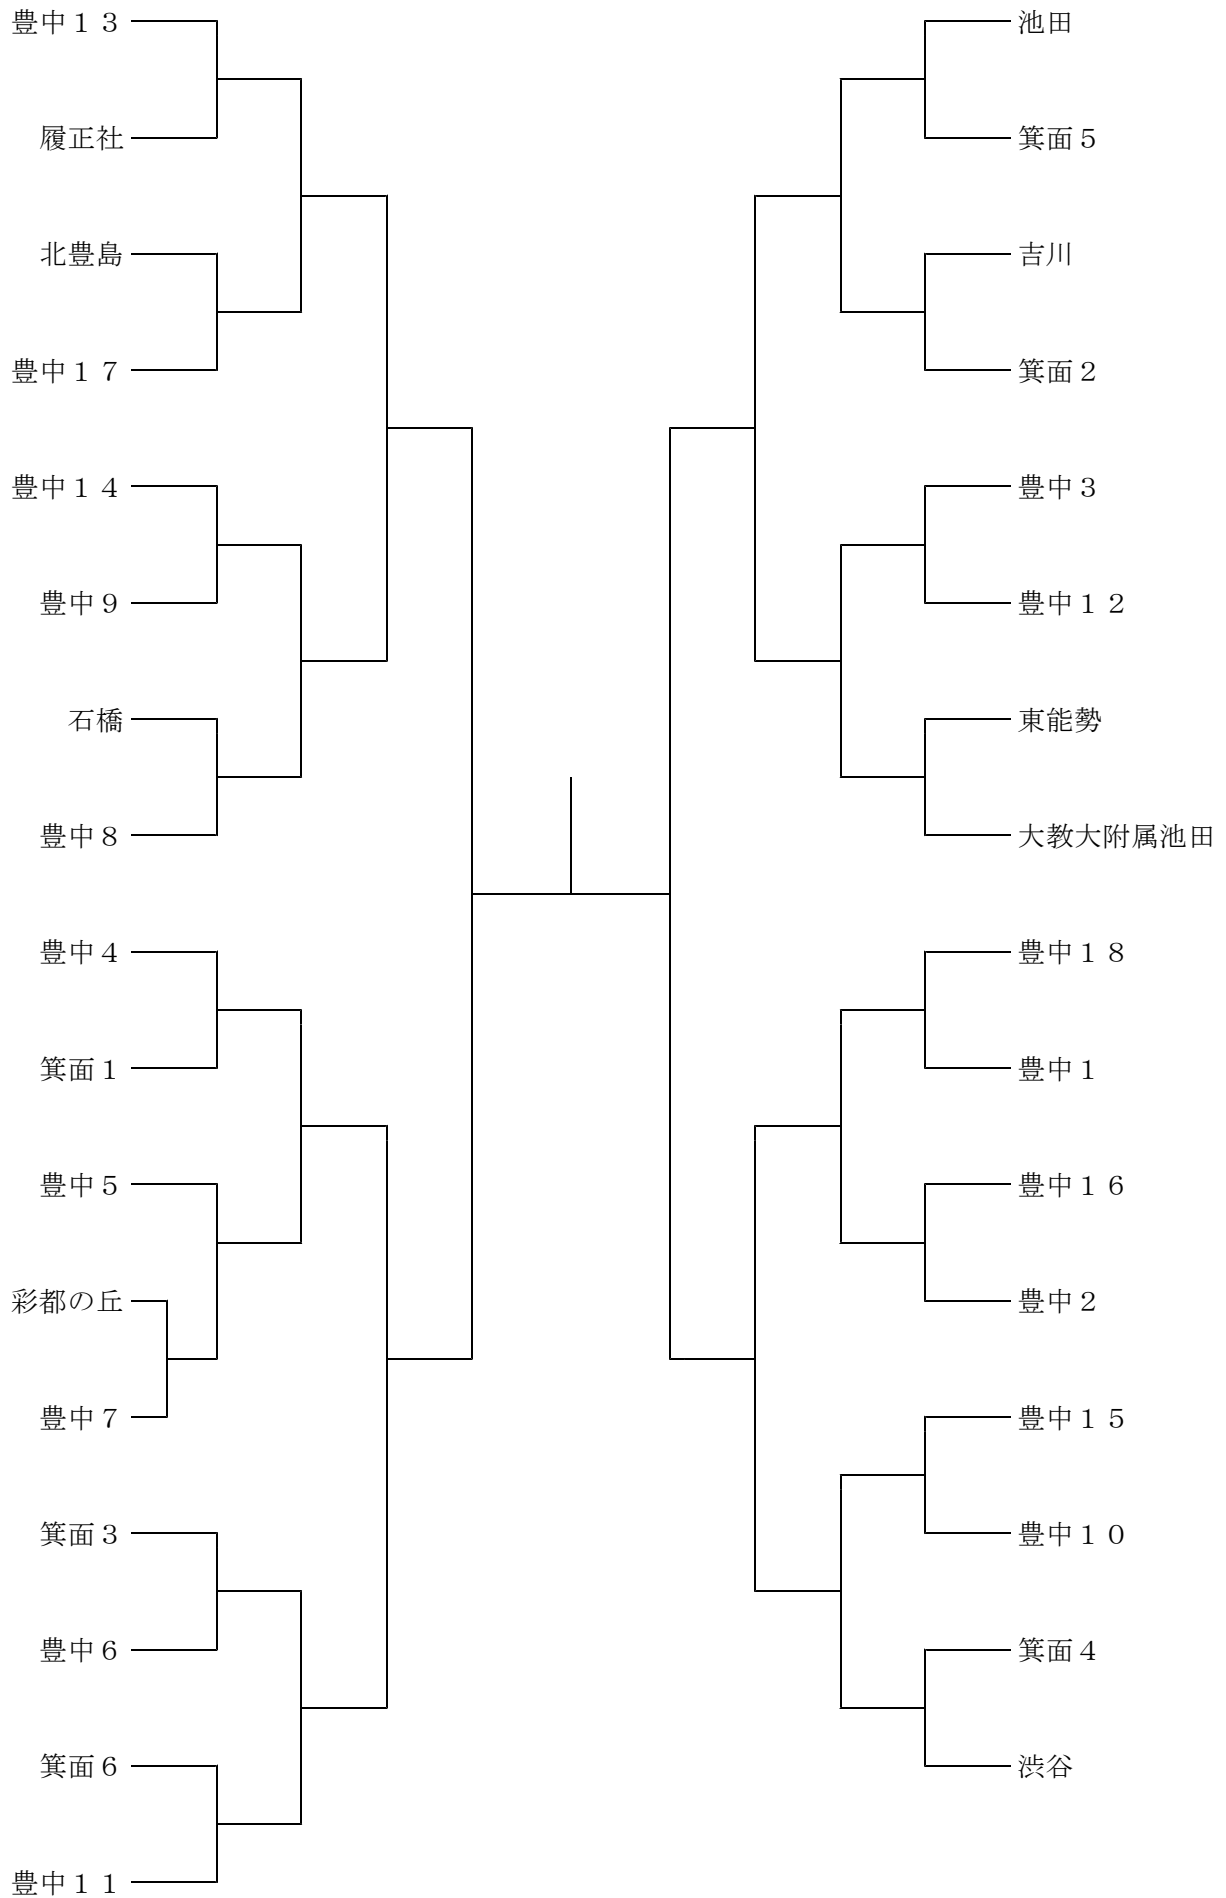 豊中１３
履正社
北豊島
豊中１７
豊中１４
豊中９
石橋
豊中８
豊中４
箕面１
豊中５
彩都の丘
豊中７
箕面３
豊中６
箕面６
豊中１１
池田
箕面５
吉川
箕面２
豊中３
豊中１２
東能勢
大教大附属池田
豊中１８
豊中１
豊中１６
豊中２
豊中１５
豊中１０
箕面４
渋谷